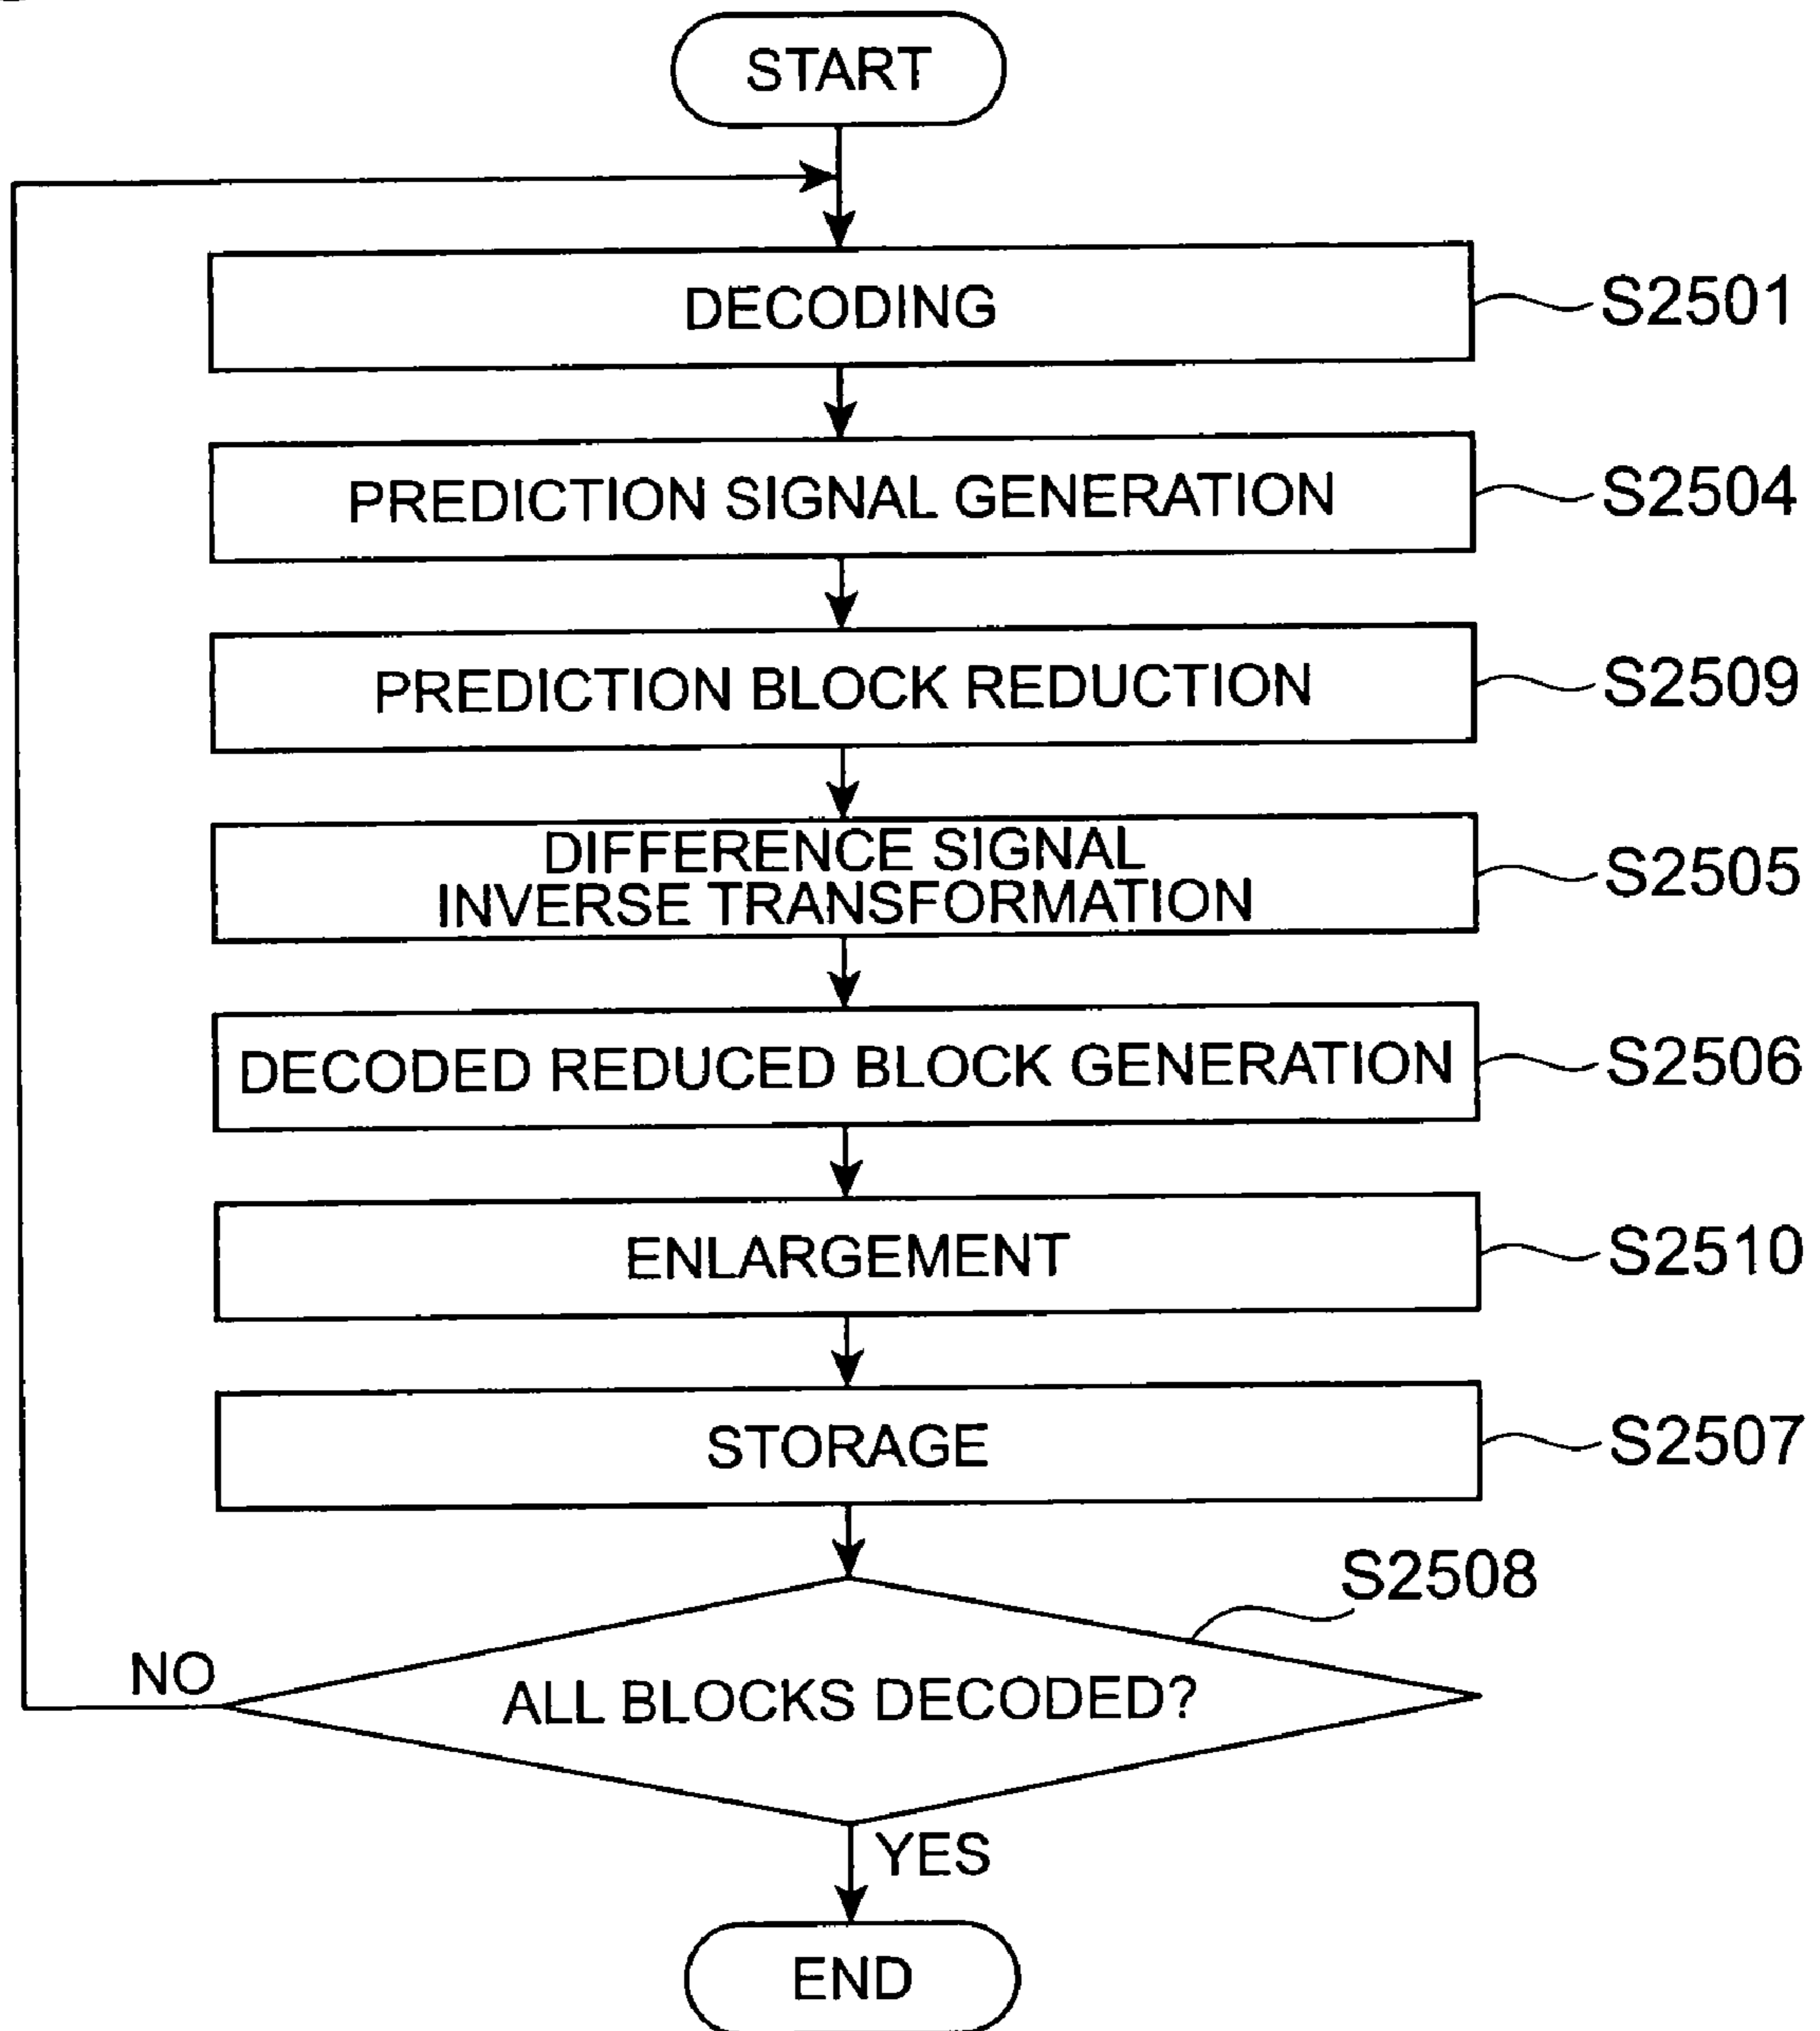 START
DECODING
S2501
PREDICTION SIGNAL GENERATION
S2504
PREDICTION BLOCK REDUCTION
S2509
DIFFERENCE SIGNAL
INVERSE TRANSFORMATION
S2505
DECODED REDUCED BLOCK GENERATION
S2506
ENLARGEMENT
S2510
STORAGE
S2507
S2508
NO
ALL BLOCKS DECODED?
YES
END